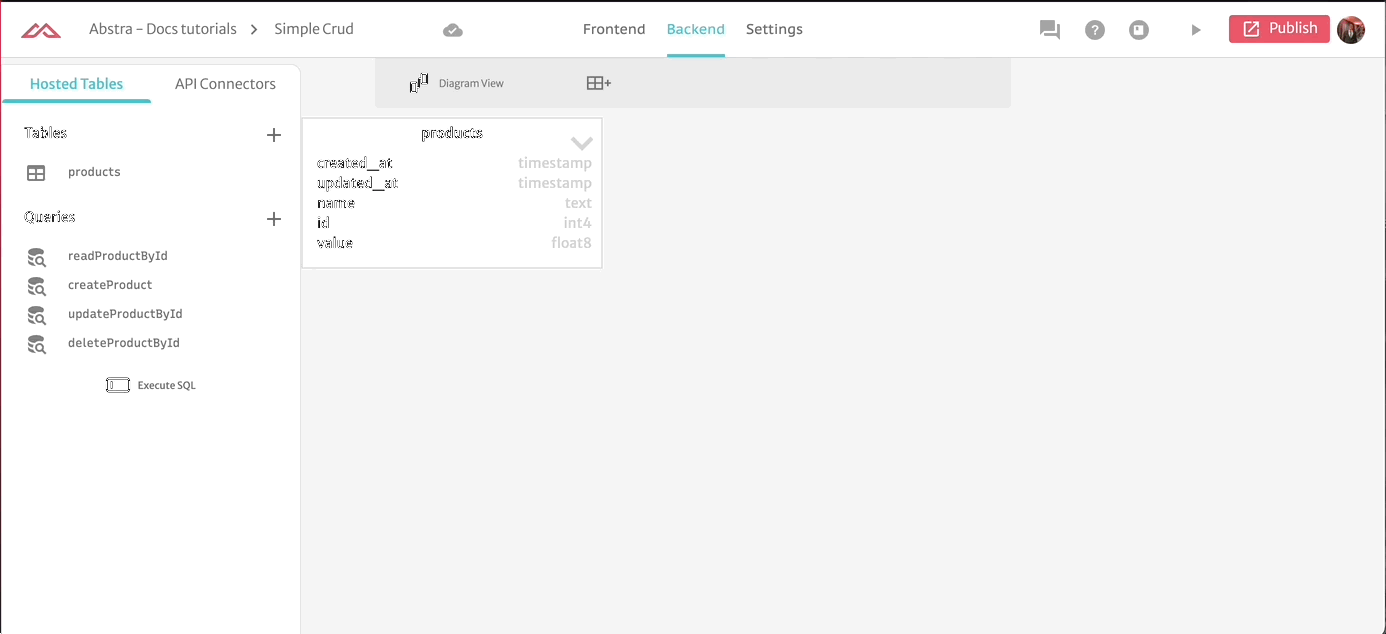 Abstra – Docs tutorials > Simple Crud
Frontend Backend Settings
? Publish
Hosted Tables API Connectors
Diagram View
Tables +
products
Queries +
readProductById
createProduct
updateProductById
deleteProductById
Execute SQL
products
created_at timestamp
updated_at timestamp
name text
id int4
value float8